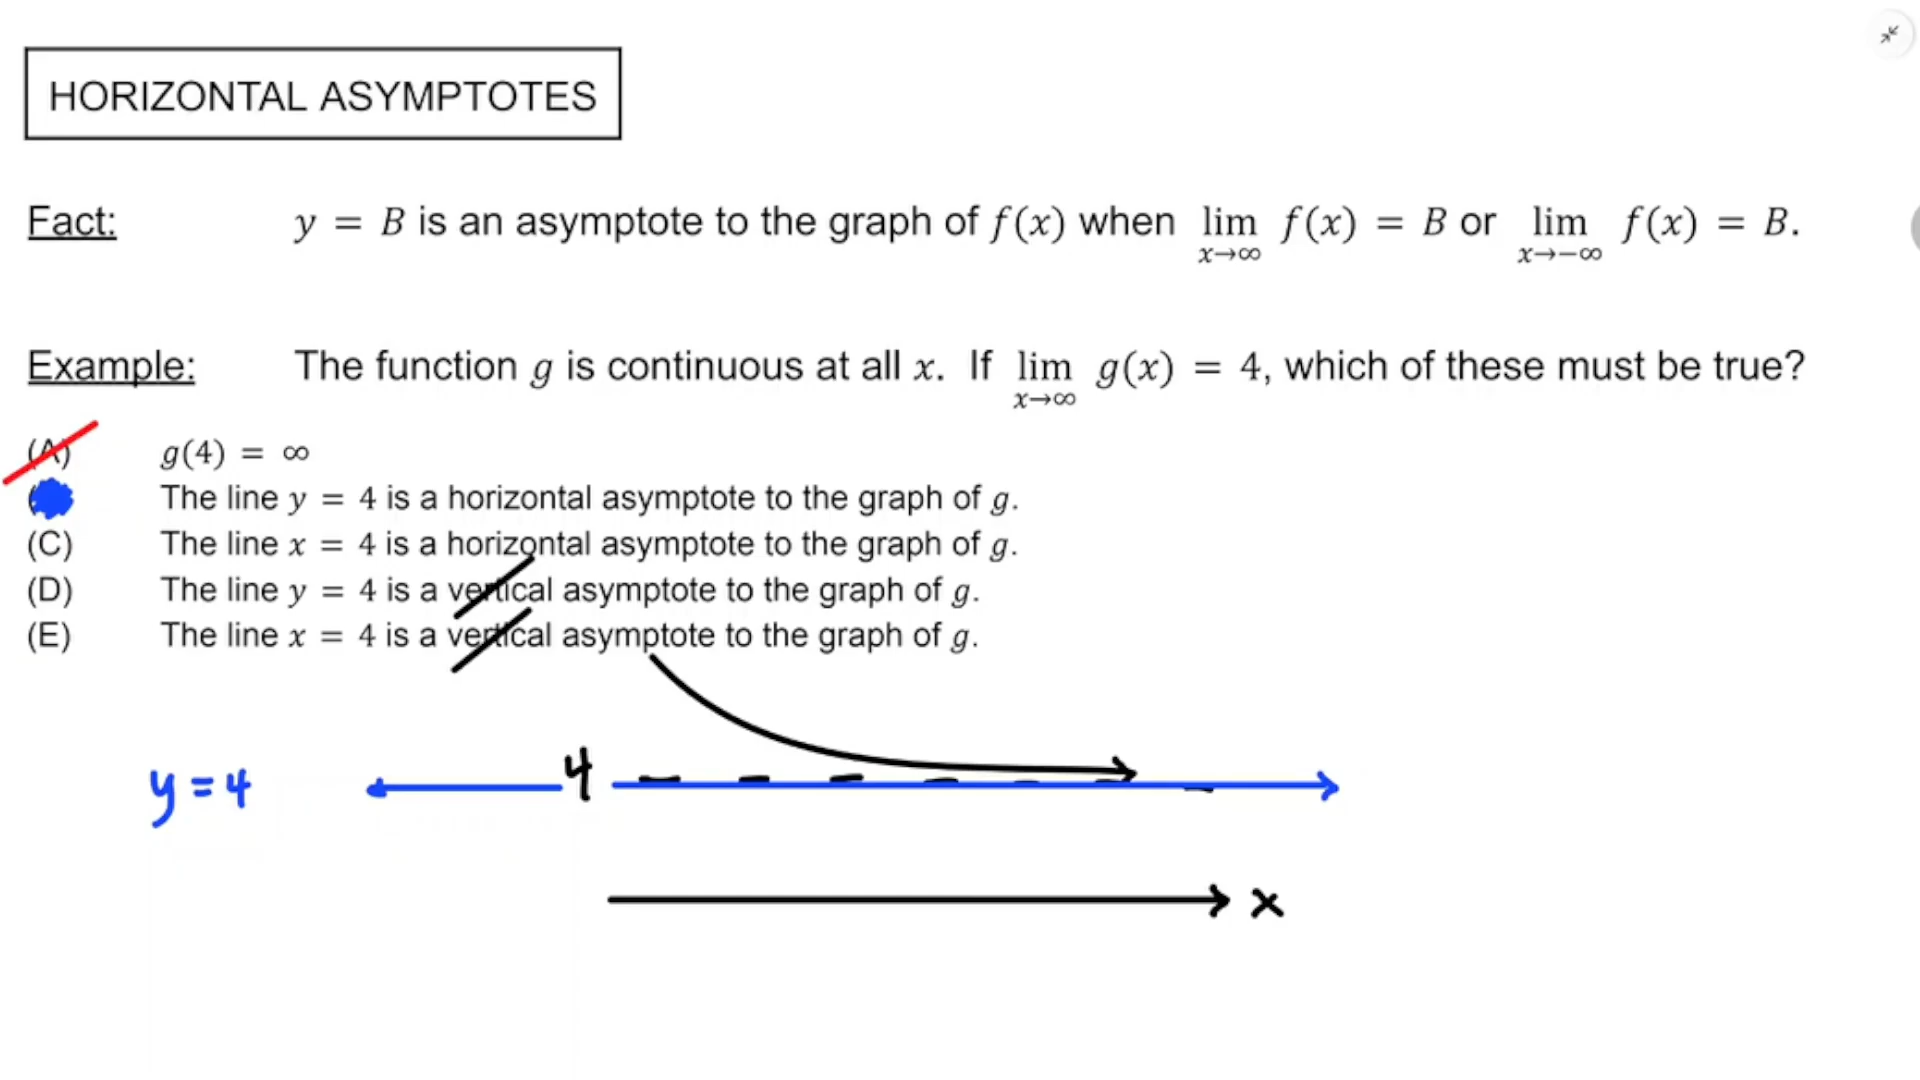 HORIZONTAL ASYMPTOTES
Fact: y = B is an asymptote to the graph of f(x) when lim x→∞ f(x) = B or lim x→−∞ f(x) = B.
Example: The function g is continuous at all x. If lim x→∞ g(x) = 4, which of these must be true?
(A) g(4) = ∞
The line y = 4 is a horizontal asymptote to the graph of g.
(C) The line x = 4 is a horizontal asymptote to the graph of g.
(D) The line y = 4 is a vertical asymptote to the graph of g.
(E) The line x = 4 is a vertical asymptote to the graph of g.
y = 4 4
x